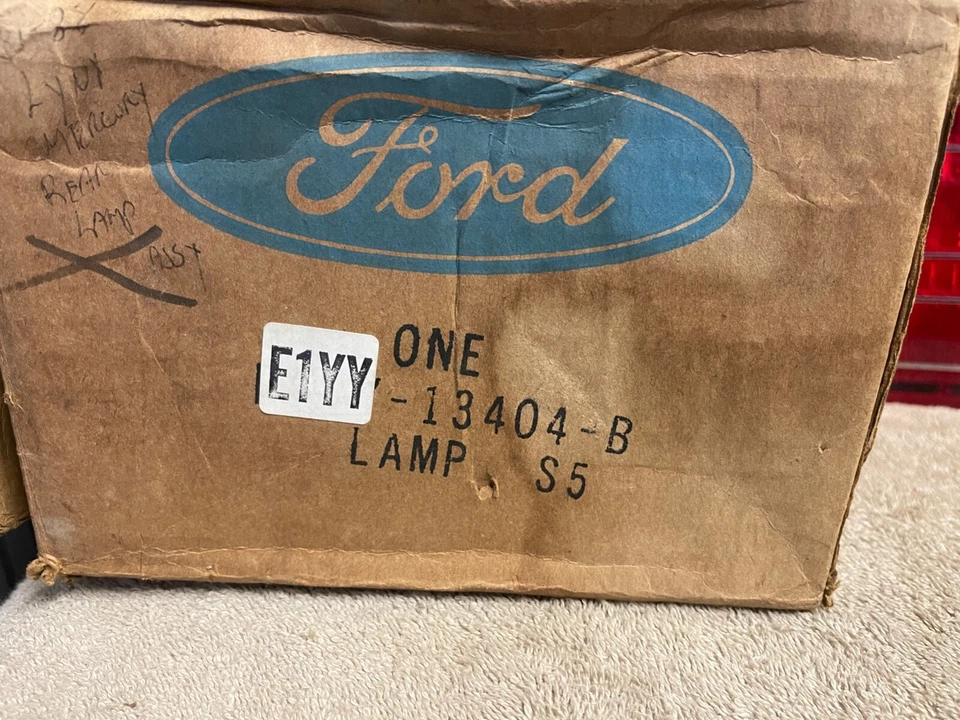 LYNX
MERCURY
REAR
LAMP
ASSY
Ford
ONE
E1YY -13404-B
LAMP S5